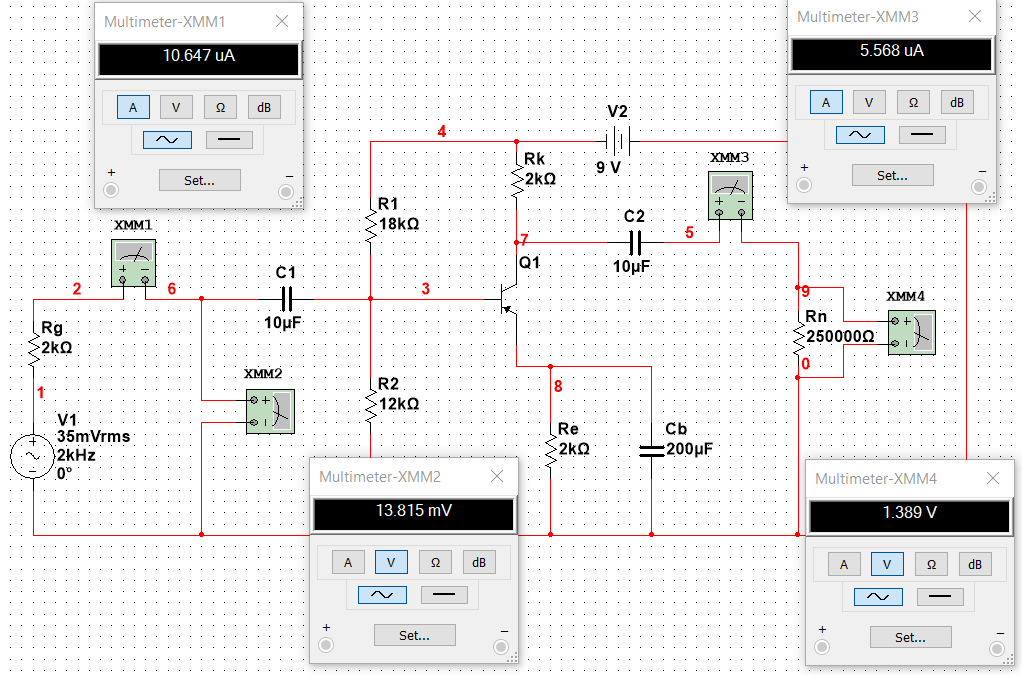 Multimeter-XMM1
10.647 uA
A V Ω dB
+
Set...
−
Multimeter-XMM3
5.568 uA
A V Ω dB
+
Set...
−
V2
9 V
4
Rk
2kΩ
XMM3
+ −
R1
18kΩ
C2
10µF
5
7
Q1
XMM1
+ −
2
6
C1
10µF
3
9
XMM4
+
Rn
250000Ω
0
Rg
2kΩ
1
XMM2
+
R2
12kΩ
8
V1
35mVrms
2kHz
0°
Re
2kΩ
Cb
200µF
Multimeter-XMM2
13.815 mV
A V Ω dB
+
Set...
−
Multimeter-XMM4
1.389 V
A V Ω dB
+
Set...
−